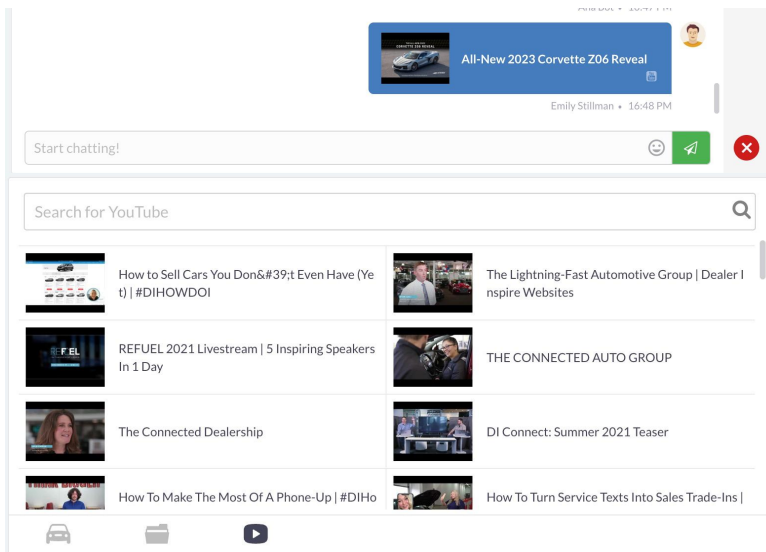 All-New 2023 Corvette Z06 Reveal
Emily Stillman • 16:48 PM
Start chatting!
Search for YouTube
How to Sell Cars You Don&#39;t Even Have (Ye
t) | #DIHOWDOI
The Lightning-Fast Automotive Group | Dealer I
nspire Websites
REFUEL 2021 Livestream | 5 Inspiring Speakers
In 1 Day
THE CONNECTED AUTO GROUP
The Connected Dealership
DI Connect: Summer 2021 Teaser
How To Make The Most Of A Phone-Up | #DIHo
How To Turn Service Texts Into Sales Trade-Ins |